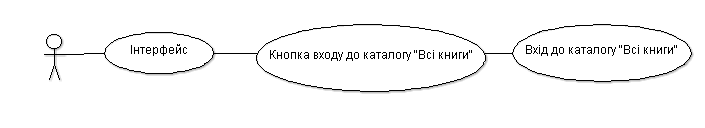 Інтерфейс
Кнопка входу до каталогу "Всі книги"
Вхід до каталогу "Всі книги"